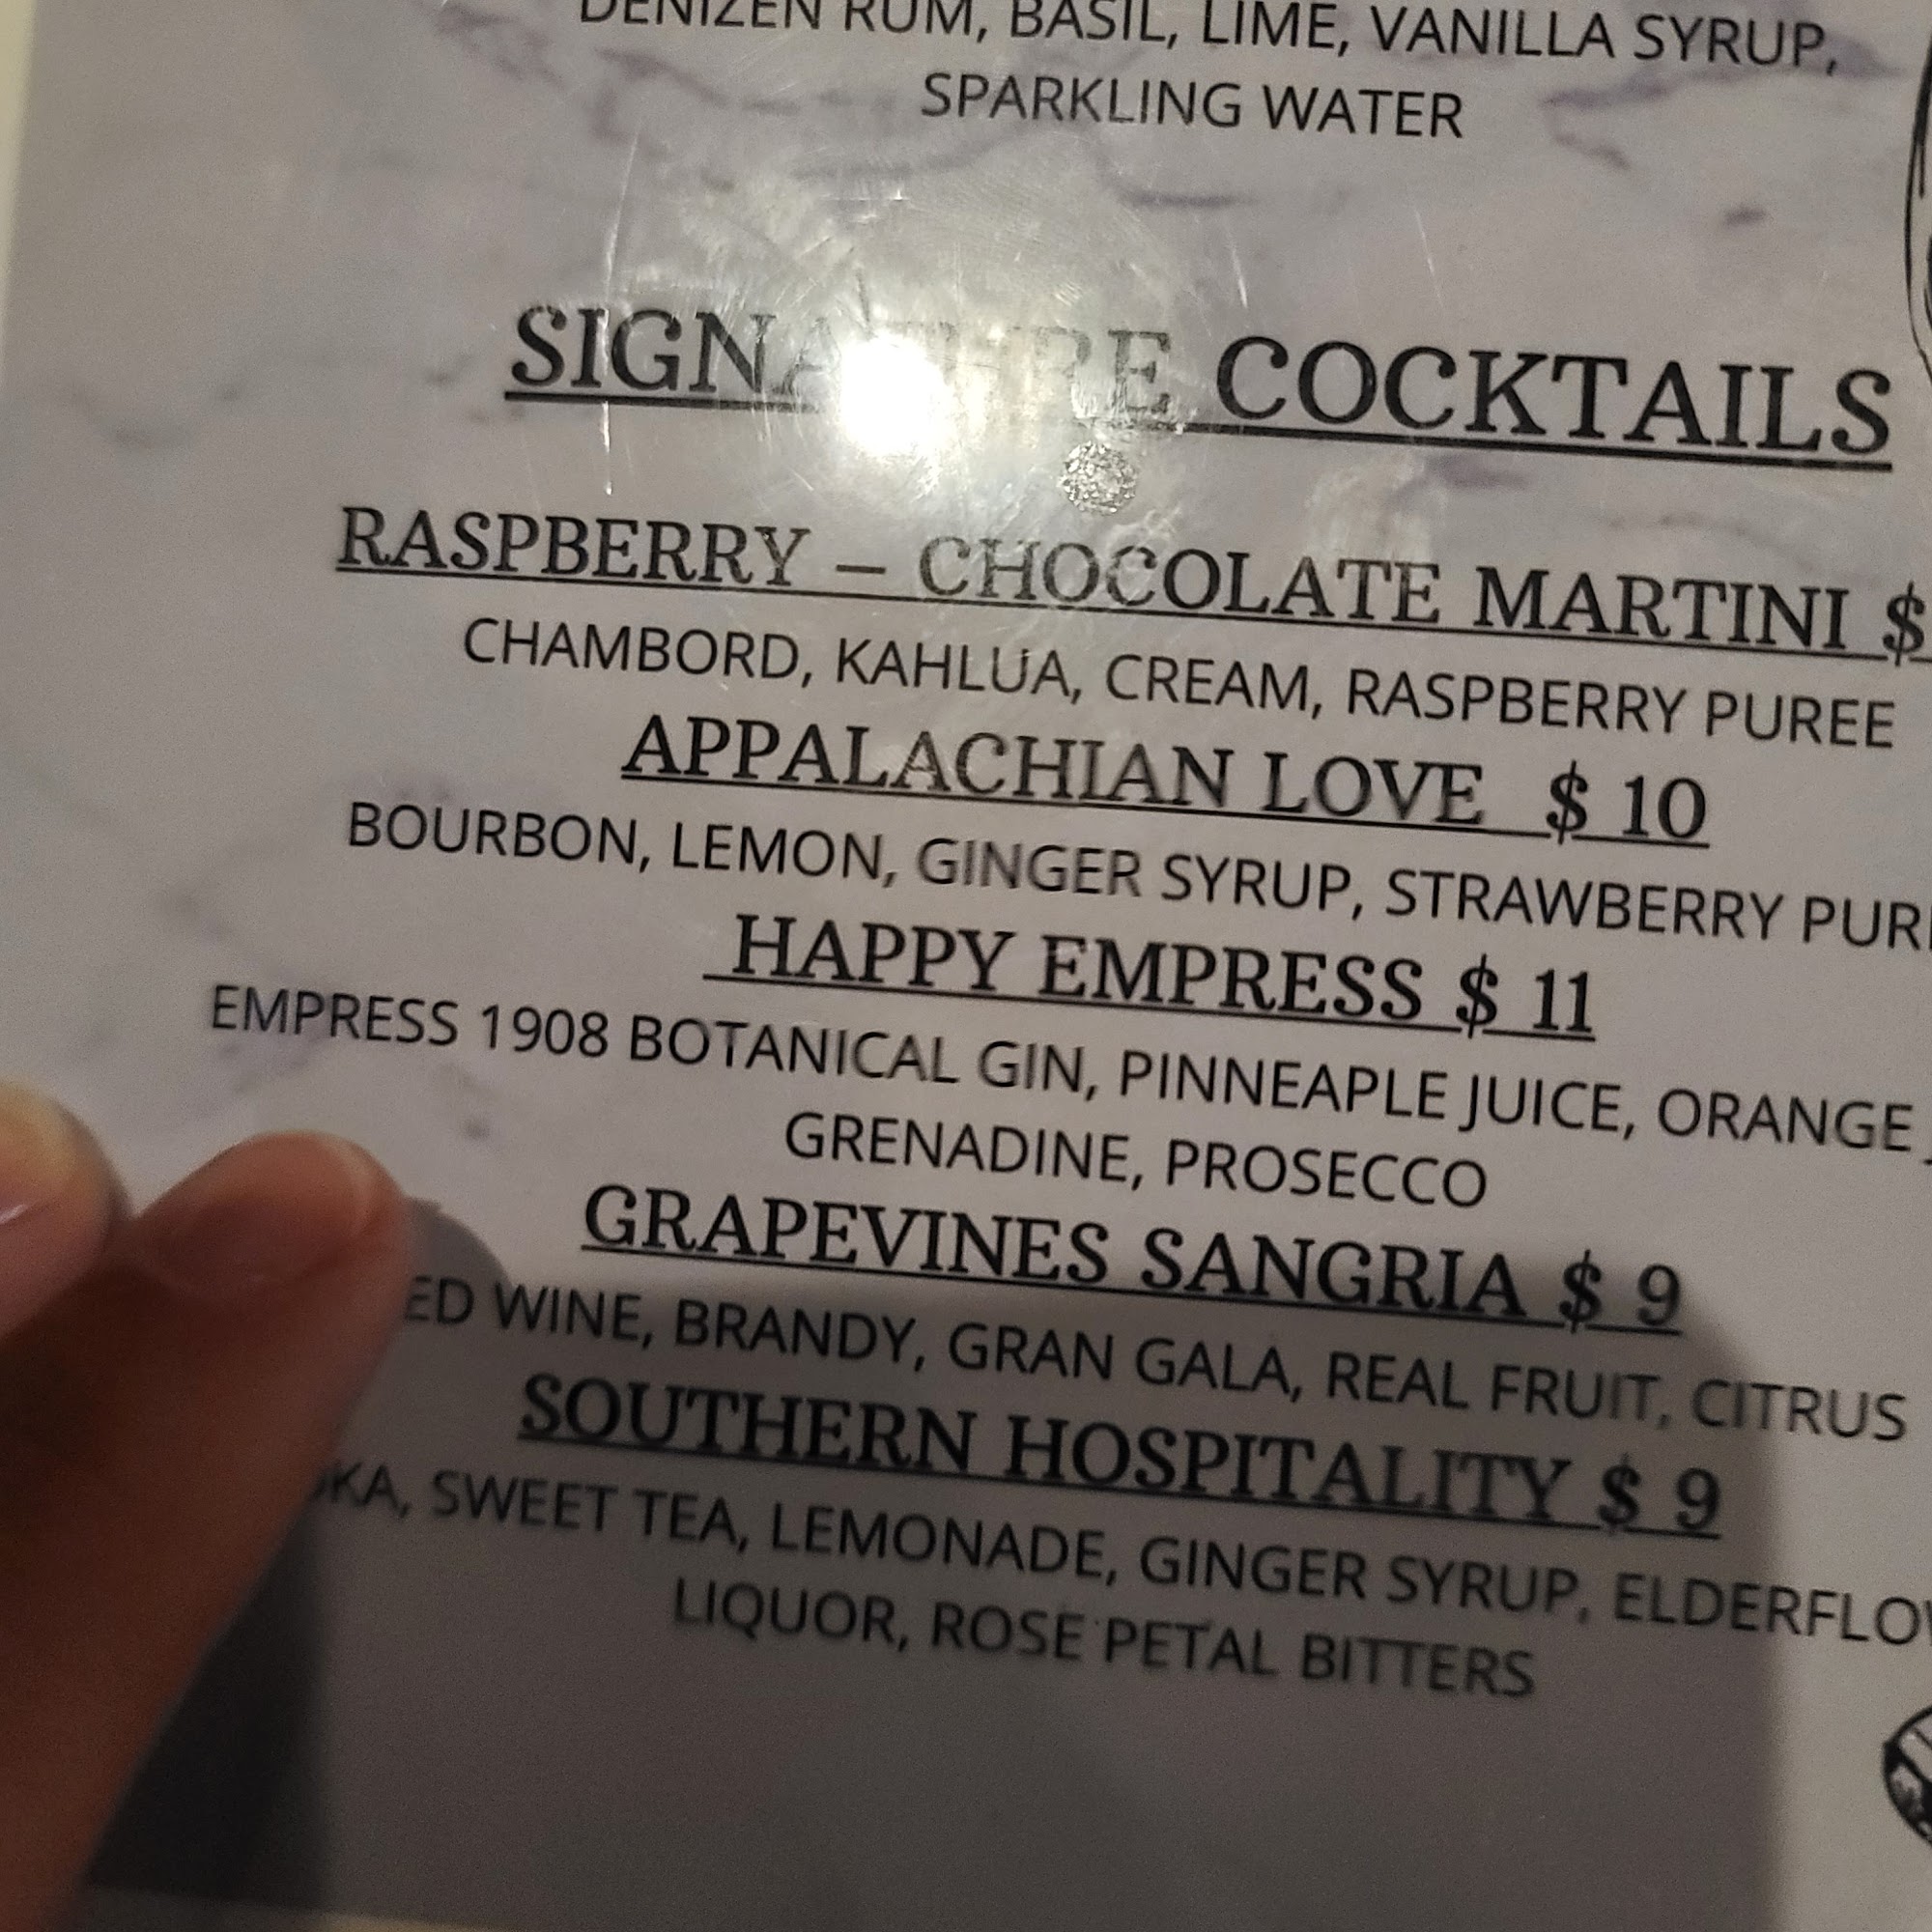 DENIZEN RUM, BASIL, LIME, VANILLA SYRUP,
SPARKLING WATER
SIGNATURE COCKTAILS
RASPBERRY – CHOCOLATE MARTINI $
CHAMBORD, KAHLUA, CREAM, RASPBERRY PUREE
APPALACHIAN LOVE $ 10
BOURBON, LEMON, GINGER SYRUP, STRAWBERRY
HAPPY EMPRESS $ 11
EMPRESS 1908 BOTANICAL GIN, PINNEAPLE JUICE, ORANGE
GRENADINE, PROSECCO
GRAPEVINES SANGRIA $ 9
WINE, BRANDY, GRAN GALA, REAL FRUIT, CITRUS
SOUTHERN HOSPITALITY $ 9
SWEET TEA, LEMONADE, GINGER SYRUP,
LIQUOR, ROSE PETAL BITTERS